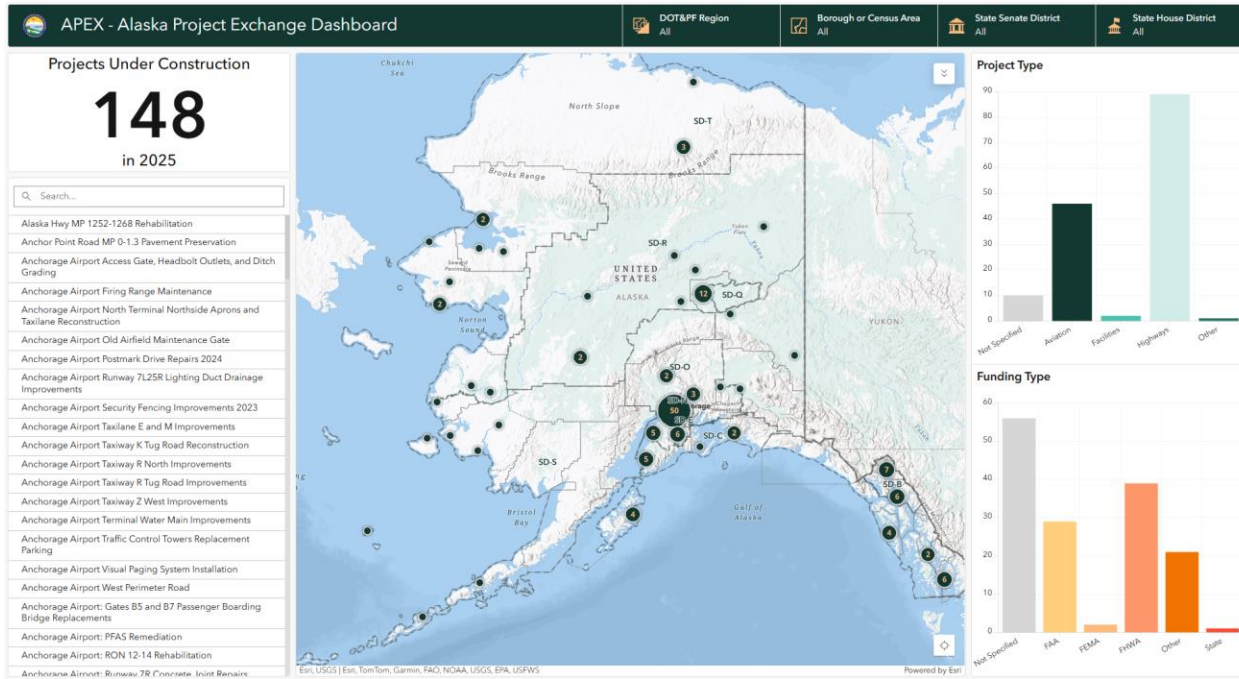 APEX - Alaska Project Exchange Dashboard
DOT&PF Region
All
Borough or Census Area
All
State Senate District
All
State House District
All
Projects Under Construction
148
in 2025
Search...
Alaska Hwy MP 1252-1268 Rehabilitation
Anchor Point Road MP 0-1.3 Pavement Preservation
Anchorage Airport Access Gate, Headbolt Outlets, and Ditch
Grading
Anchorage Airport Firing Range Maintenance
Anchorage Airport North Terminal Northside Aprons and
Taxilane Reconstruction
Anchorage Airport Old Airfield Maintenance Gate
Anchorage Airport Postmark Drive Repairs 2024
Anchorage Airport Runway 7L25R Lighting Duct Drainage
Improvements
Anchorage Airport Security Fencing Improvements 2023
Anchorage Airport Taxilane E and M Improvements
Anchorage Airport Taxiway K Tug Road Reconstruction
Anchorage Airport Taxiway R North Improvements
Anchorage Airport Taxiway R Tug Road Improvements
Anchorage Airport Taxiway Z West Improvements
Anchorage Airport Terminal Water Main Improvements
Anchorage Airport Traffic Control Towers Replacement
Parking
Anchorage Airport Visual Paging System Installation
Anchorage Airport West Perimeter Road
Anchorage Airport: Gates B5 and B7 Passenger Boarding
Bridge Replacements
Anchorage Airport: PFAS Remediation
Anchorage Airport: RON 12-14 Rehabilitation
Anchorage Airport: Runway 7R Concrete Joint Repairs
Chukchi
Sea
North Slope
SD-T
3
Brooks Range
Brooks Range
2
Yukon
Flats
Yukon
SD-R
Seward
Peninsula
UNITED
STATES
ALASKA
12
SD-Q
2
Norton
Sound
YUKON
2
Alaska Range
SD-O
2
3
50
5
6
SD-C
2
5
SD-S
7
SD-B
6
Bristol
Bay
4
Gulf of
Alaska
4
2
6
Esri, USGS | Esri, TomTom, Garmin, FAO, NOAA, USGS, EPA, USFWS
Powered by Esri
Project Type
90
80
70
60
50
40
30
20
10
0
Not Specified
Aviation
Facilities
Highways
Other
Funding Type
60
50
40
30
20
10
0
Not Specified
FAA
FEMA
FHWA
Other
State